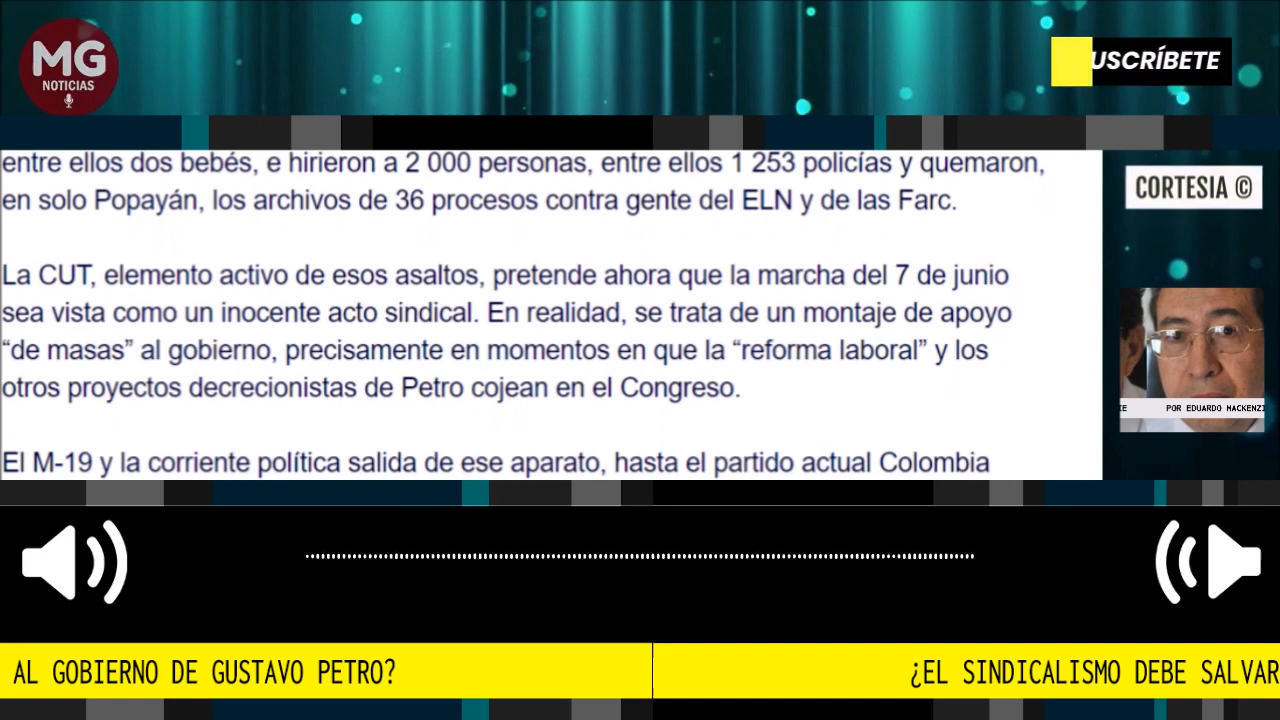 MG
NOTICIAS
USCRÍBETE
entre ellos dos bebés, e hirieron a 2 000 personas, entre ellos 1 253 policías y quemaron,
en solo Popayán, los archivos de 36 procesos contra gente del ELN y de las Farc.
La CUT, elemento activo de esos asaltos, pretende ahora que la marcha del 7 de junio
sea vista como un inocente acto sindical. En realidad, se trata de un montaje de apoyo
“de masas” al gobierno, precisamente en momentos en que la “reforma laboral” y los
otros proyectos decrecionistas de Petro cojean en el Congreso.
El M-19 y la corriente política salida de ese aparato, hasta el partido actual Colombia
CORTESIA ©
IE POR EDUARDO MACKENZI
AL GOBIERNO DE GUSTAVO PETRO? ¿EL SINDICALISMO DEBE SALVAR